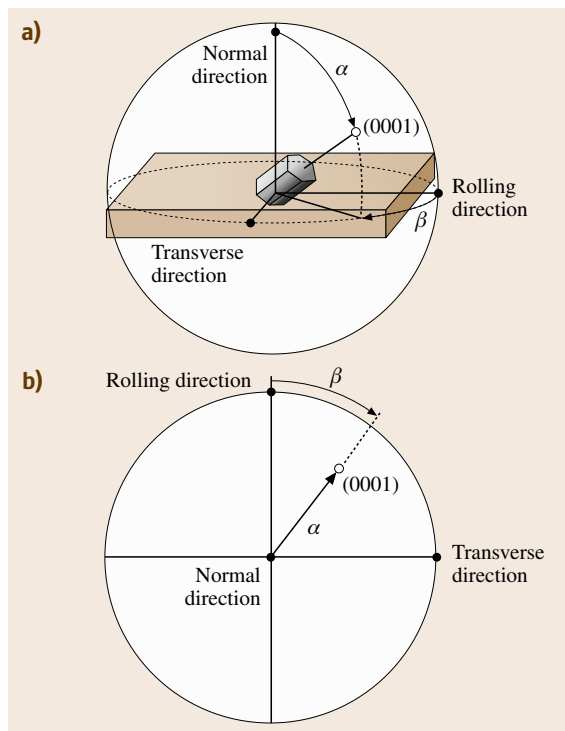 a)
Normal
direction
α
(0001)
Rolling
direction
β
Transverse
direction
b)
Rolling direction
β
(0001)
α
Transverse
direction
Normal
direction